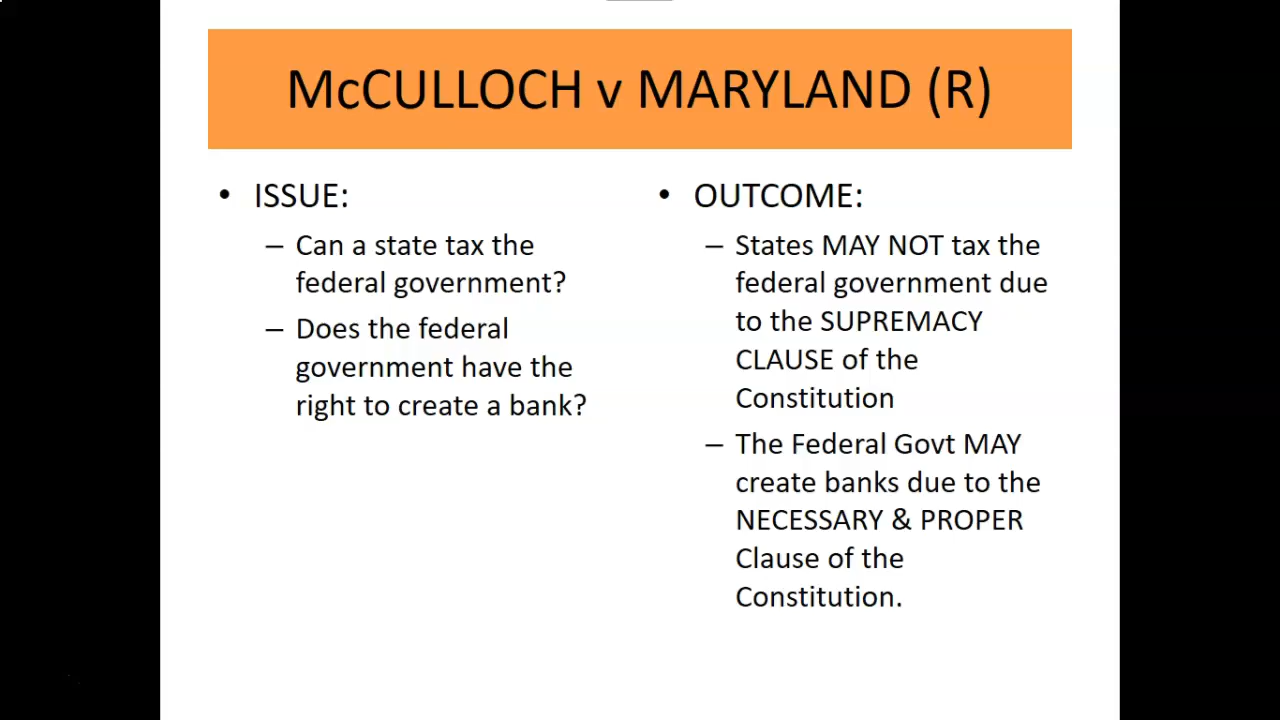 McCULLOCH v MARYLAND (R)
• ISSUE:
– Can a state tax the
federal government?
– Does the federal
government have the
right to create a bank?
• OUTCOME:
– States MAY NOT tax the
federal government due
to the SUPREMACY
CLAUSE of the
Constitution
– The Federal Govt MAY
create banks due to the
NECESSARY & PROPER
Clause of the
Constitution.